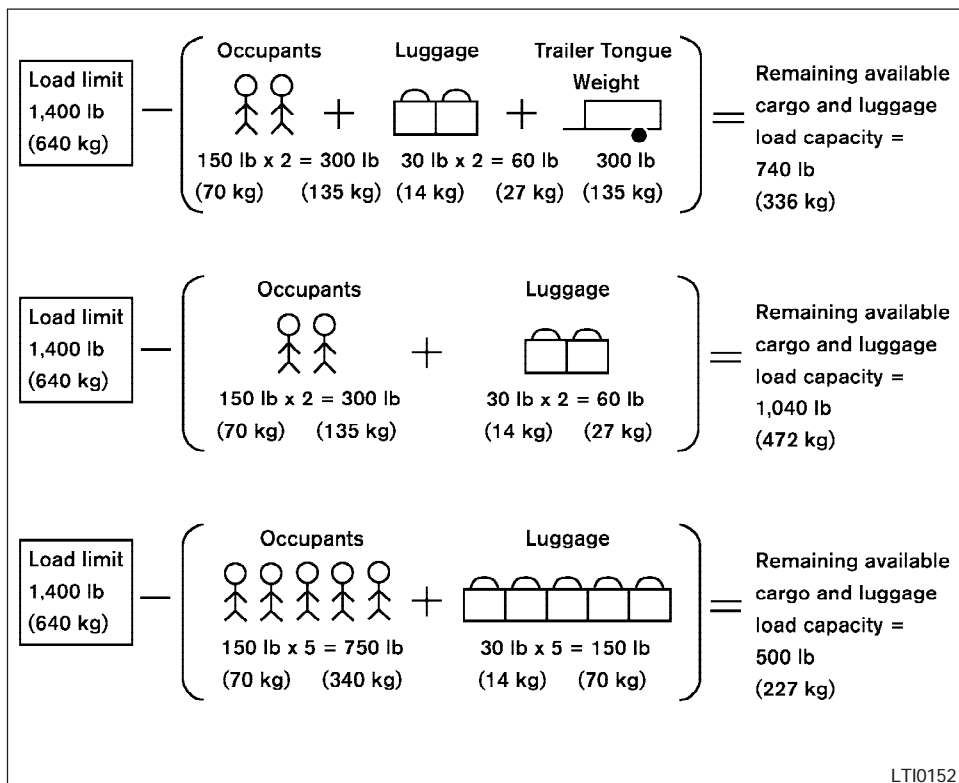 Occupants Luggage Trailer Tongue Weight
Load limit
1,400 lb
(640 kg)
—
+
+
=
150 lb x 2 = 300 lb 30 lb x 2 = 60 lb 300 lb
(70 kg) (135 kg) (14 kg) (27 kg) (135 kg)
Remaining available
cargo and luggage
load capacity =
740 lb
(336 kg)
Occupants Luggage
Load limit
1,400 lb
(640 kg)
—
+
=
150 lb x 2 = 300 lb 30 lb x 2 = 60 lb
(70 kg) (135 kg) (14 kg) (27 kg)
Remaining available
cargo and luggage
load capacity =
1,040 lb
(472 kg)
Occupants Luggage
Load limit
1,400 lb
(640 kg)
—
+
=
150 lb x 5 = 750 lb 30 lb x 5 = 150 lb
(70 kg) (340 kg) (14 kg) (70 kg)
Remaining available
cargo and luggage
load capacity =
500 lb
(227 kg)
LTI0152